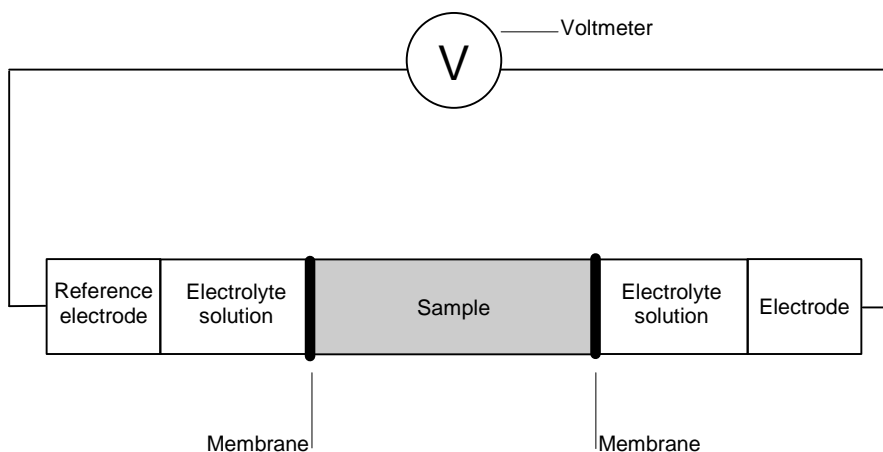 Voltmeter
V
Reference
electrode
Electrolyte
solution
Sample
Electrolyte
solution
Electrode
Membrane
Membrane